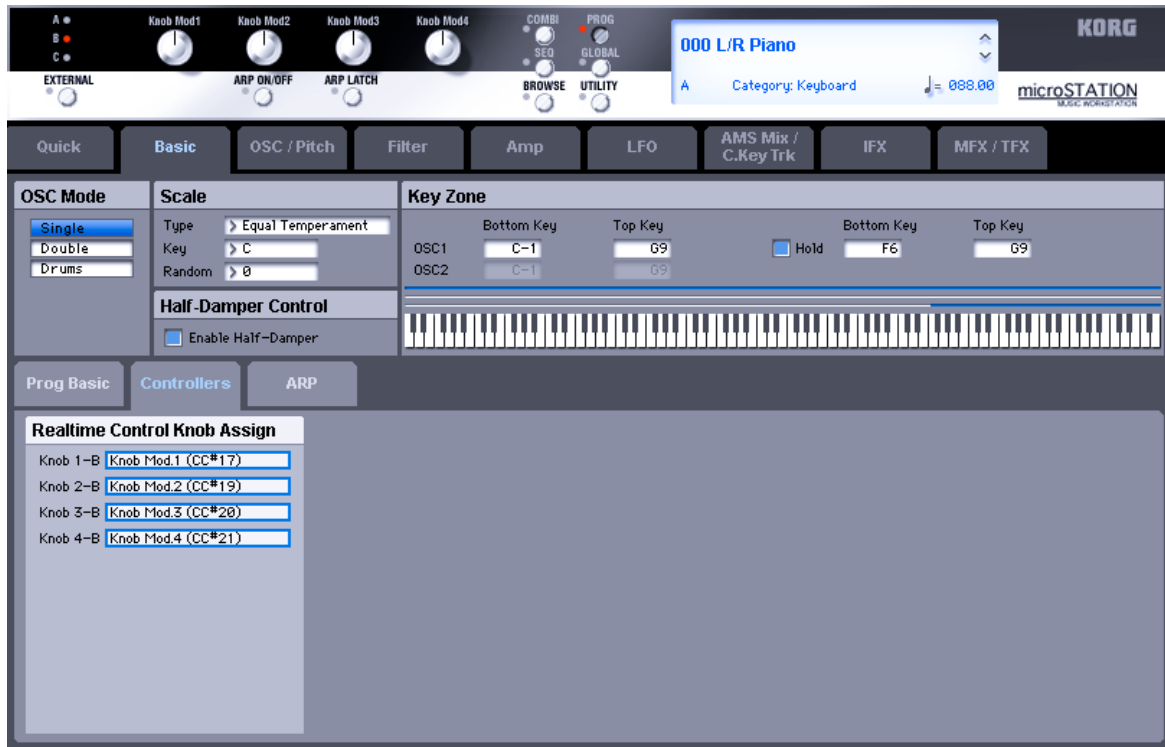 A Knob Mod1 Knob Mod2 Knob Mod3 Knob Mod4 COMBI PROG KORG
B
C SEQ GLOBAL
000 L/R Piano
EXTERNAL ARP ON/OFF ARP LATCH BROWSE UTILITY
A Category: Keyboard ♩= 088.00
microSTATION
MUSIC WORKSTATION
Quick Basic OSC / Pitch Filter Amp LFO AMS Mix / C.Key Trk IFX MFX / TFX
OSC Mode Scale Key Zone
Single Type > Equal Temperament Bottom Key Top Key Bottom Key Top Key
Double Key > C OSC1 C-1 G9 Hold F6 G9
Drums Random > 0 OSC2 C-1 G9
Half-Damper Control
Enable Half-Damper
Prog Basic Controllers ARP
Realtime Control Knob Assign
Knob 1-B Knob Mod.1 (CC#17)
Knob 2-B Knob Mod.2 (CC#19)
Knob 3-B Knob Mod.3 (CC#20)
Knob 4-B Knob Mod.4 (CC#21)